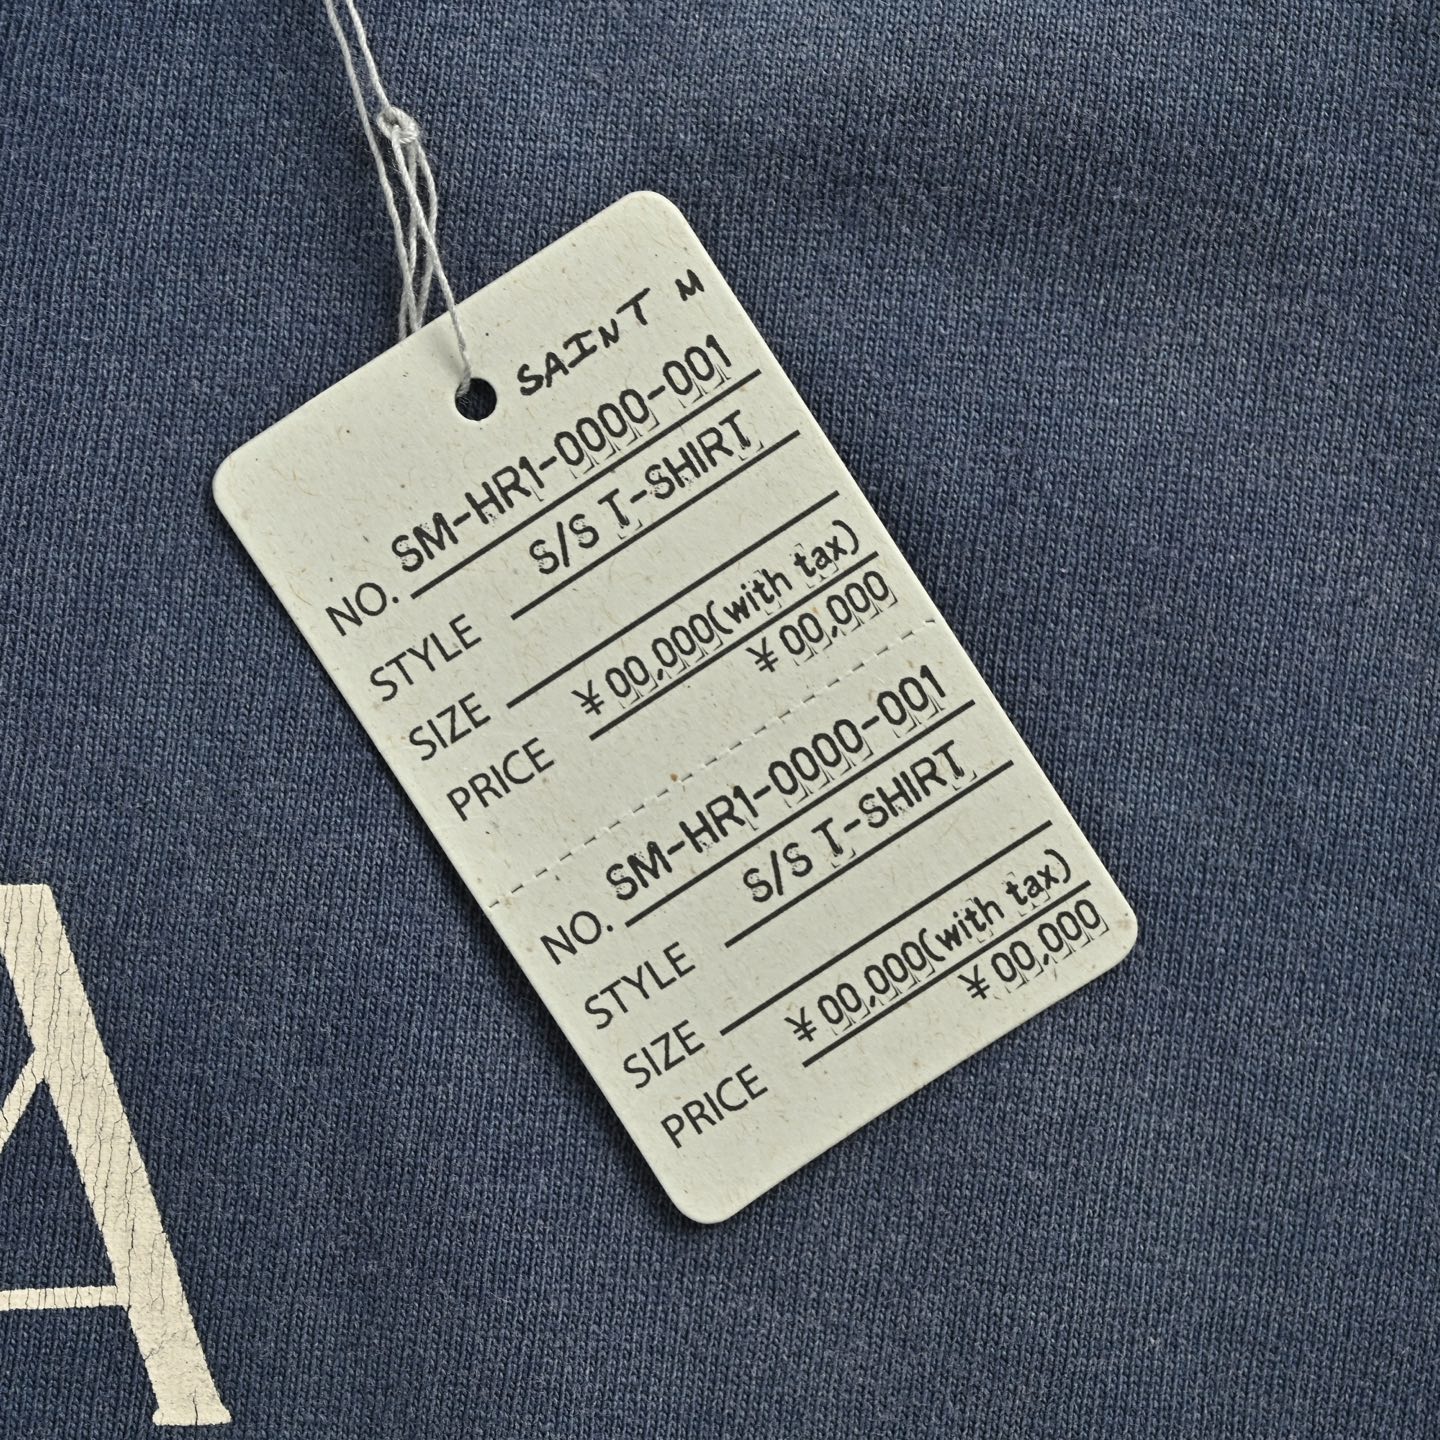 SAINT M
NO. SM-HR1-0000-001
STYLE S/S T-SHIRT
SIZE
PRICE ¥00,000(with tax)
¥00,000
NO. SM-HR1-0000-001
STYLE S/S T-SHIRT
SIZE
PRICE ¥00,000(with tax)
¥00,000
A